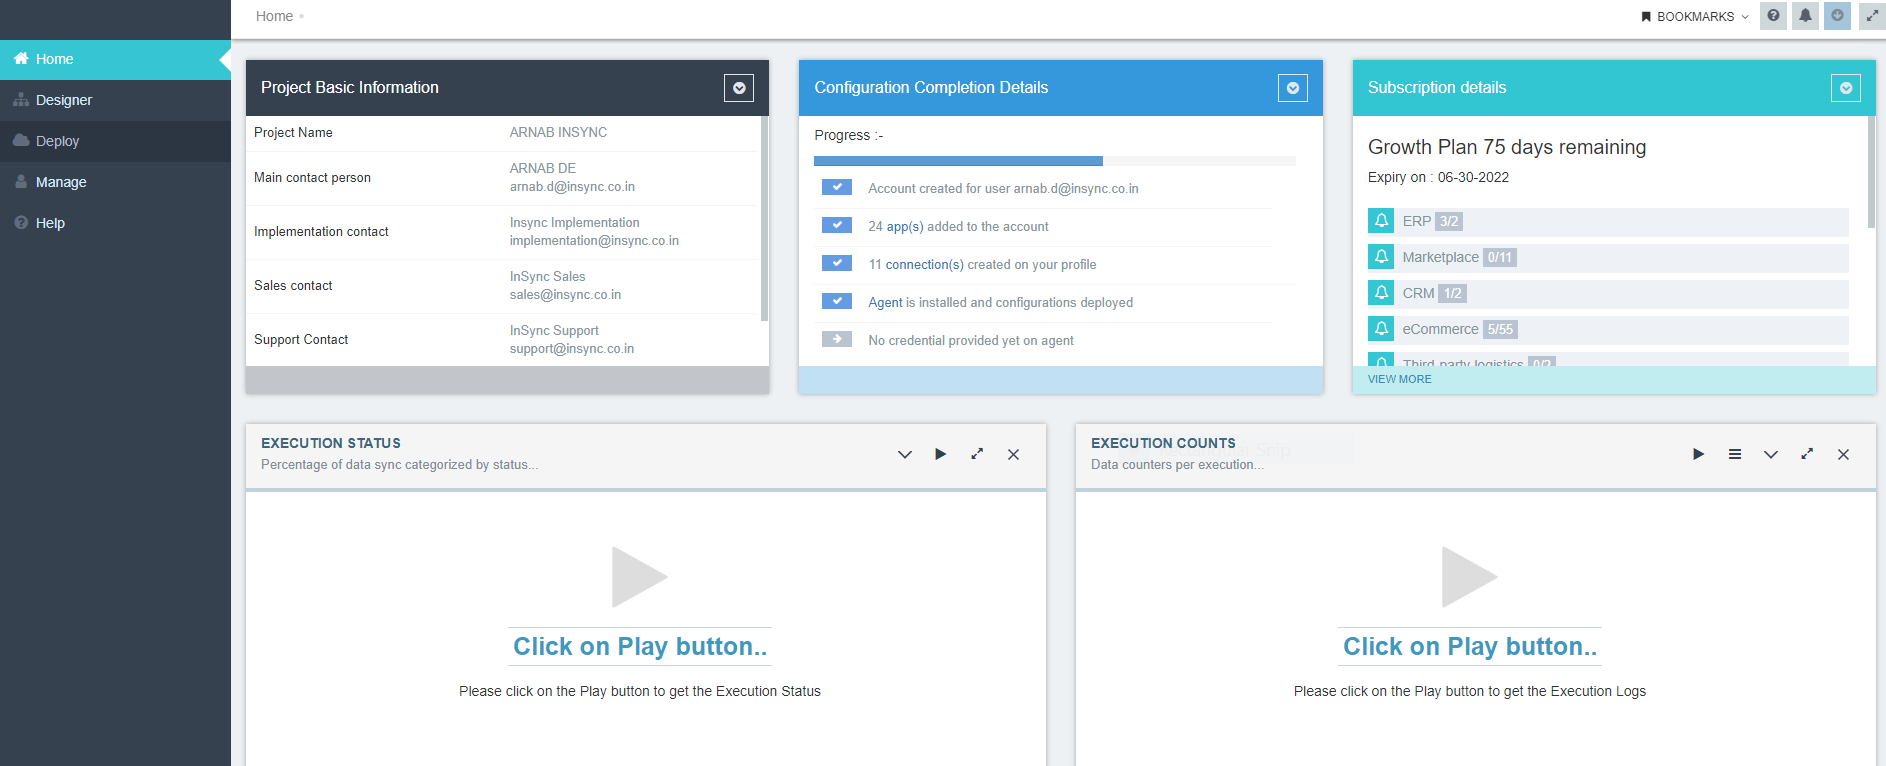 Home
BOOKMARKS
Home
Designer
Deploy
Manage
Help
Project Basic Information
Project Name ARNAB INSYNC
Main contact person ARNAB DE
arnab.d@insync.co.in
Implementation contact Insync Implementation
implementation@insync.co.in
Sales contact InSync Sales
sales@insync.co.in
Support Contact InSync Support
support@insync.co.in
Configuration Completion Details
Progress :-
Account created for user arnab.d@insync.co.in
24 app(s) added to the account
11 connection(s) created on your profile
Agent is installed and configurations deployed
No credential provided yet on agent
Subscription details
Growth Plan 75 days remaining
Expiry on : 06-30-2022
ERP 3/2
Marketplace 0/11
CRM 1/2
eCommerce 5/55
Third party logistics 0/2
VIEW MORE
EXECUTION STATUS
Percentage of data sync categorized by status...
Click on Play button..
Please click on the Play button to get the Execution Status
EXECUTION COUNTS
Rectangular Snip
Data counters per execution...
Click on Play button..
Please click on the Play button to get the Execution Logs